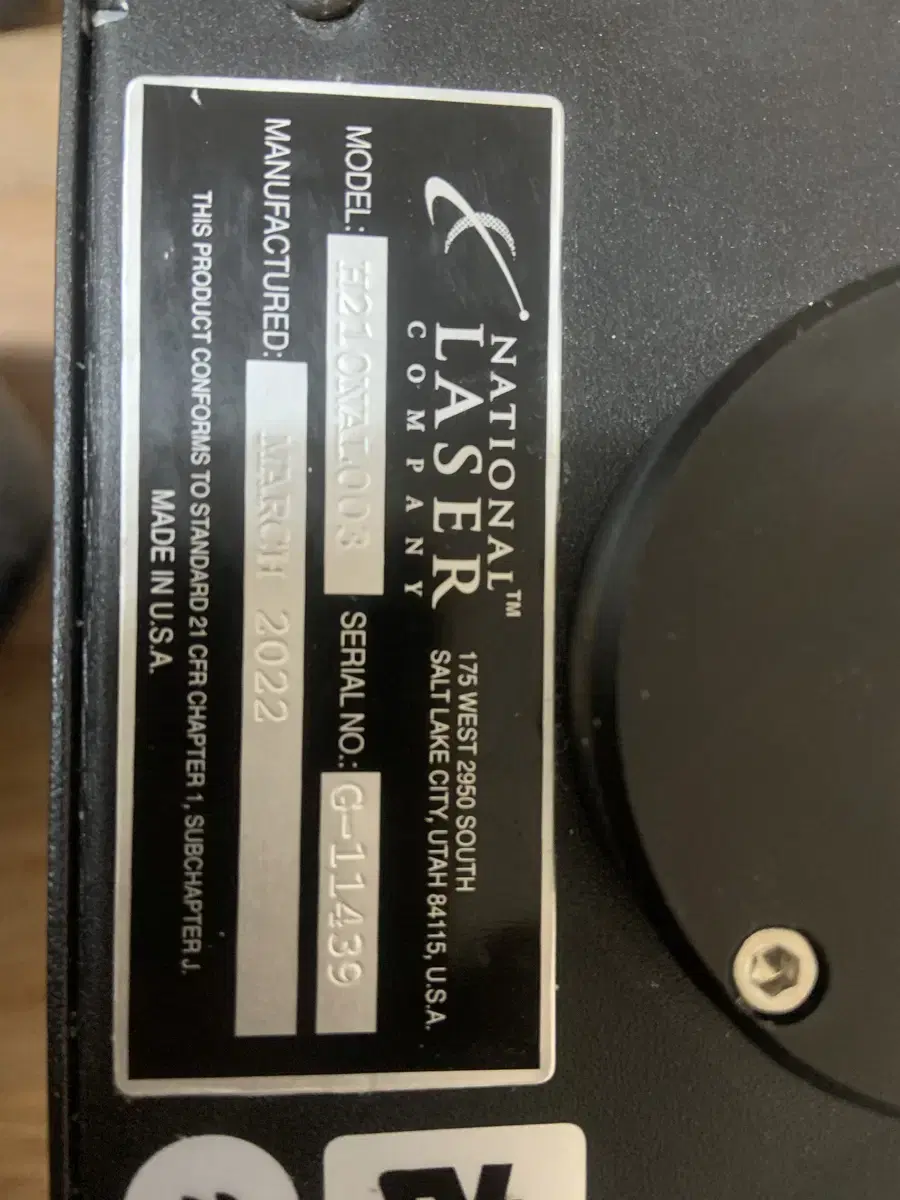 NATIONAL™
LASER
COMPANY
175 WEST 2950 SOUTH
SALT LAKE CITY, UTAH 84115, U.S.A.
MODEL: H210NAL003 SERIAL NO.: G-11439
MANUFACTURED: MARCH 2022
THIS PRODUCT CONFORMS TO STANDARD 21 CFR CHAPTER 1, SUBCHAPTER J.
MADE IN U.S.A.